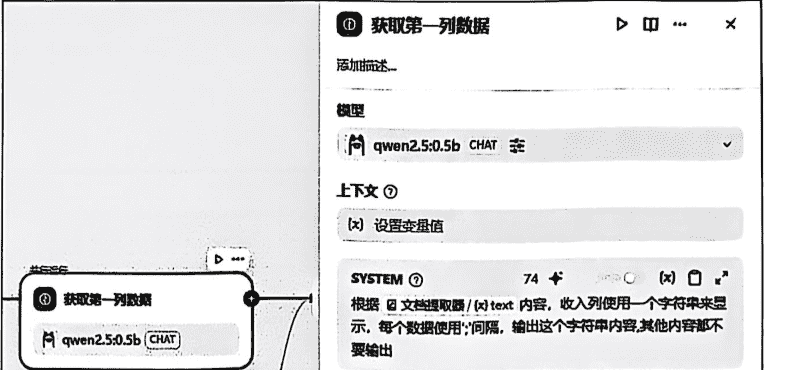 获取第一列数据
添加描述...
模型
qwen2.5:0.5b CHAT
上下文
{x} 设置变量值
SYSTEM 74 {x}
根据 文档提取器 / {x} text 内容，收入列使用一个字符串来显
示，每个数据使用';'间隔，输出这个字符串内容,其他内容都不
要输出
获取第一列数据
qwen2.5:0.5b CHAT